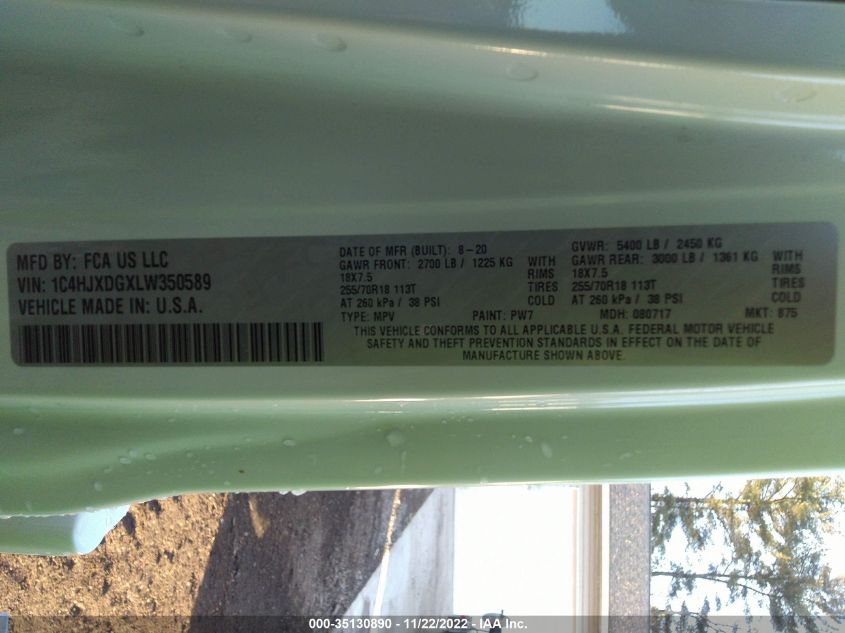 MFD BY: FCA US LLC
VIN: 1C4HJXDGXLW350589
VEHICLE MADE IN: U.S.A.
DATE OF MFR (BUILT): 8-20
GAWR FRONT: 2700 LB / 1225 KG WITH
18X7.5 RIMS
255/70R18 113T TIRES
AT 260 kPa / 38 PSI COLD
GVWR: 5400 LB / 2450 KG
GAWR REAR: 3000 LB / 1361 KG WITH
18X7.5 RIMS
255/70R18 113T TIRES
AT 260 kPa / 38 PSI COLD
TYPE: MPV PAINT: PW7 MDH: 080717 MKT: 875
THIS VEHICLE CONFORMS TO ALL APPLICABLE U.S.A. FEDERAL MOTOR VEHICLE
SAFETY AND THEFT PREVENTION STANDARDS IN EFFECT ON THE DATE OF
MANUFACTURE SHOWN ABOVE.
000-35130890 - 11/22/2022 - IAA Inc.